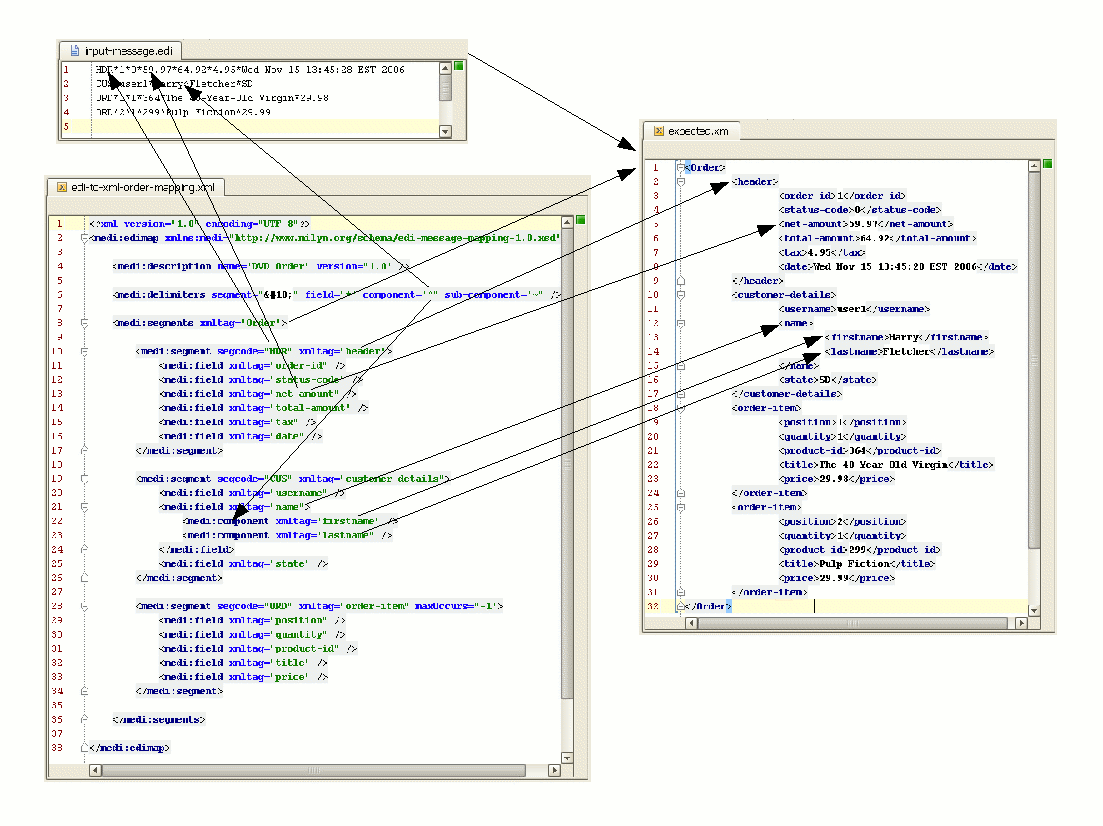 input-message.edi
1 HDR*1*0*59.97*64.92*4.95*Wed Nov 15 13:45:28 EST 2006
2 CUS*user1*Harry^Fletcher*SD
3 ORD*1*1*364*The 40-Year-Old Virgin*29.98
4 ORD*2*1*299*Pulp Fiction*29.99
5
edi-to-xml-order-mapping.xml
1 <?xml version="1.0" encoding="UTF-8"?>
2 <medi:edimap xmlns:medi="http://www.milyn.org/schema/edi-message-mapping-1.0.xsd"
3
4 <medi:description name="DVD Order" version="1.0" />
5
6 <medi:delimiters segment="&#10;" field="*" component="^" sub-component="~" />
7
8 <medi:segments xmltag="Order">
9
10 <medi:segment segcode="HDR" xmltag="header">
11 <medi:field xmltag="order-id" />
12 <medi:field xmltag="status-code" />
13 <medi:field xmltag="net-amount" />
14 <medi:field xmltag="total-amount" />
15 <medi:field xmltag="tax" />
16 <medi:field xmltag="date" />
17 </medi:segment>
18
19 <medi:segment segcode="CUS" xmltag="customer-details">
20 <medi:field xmltag="username" />
21 <medi:field xmltag="name">
22 <medi:component xmltag="firstname" />
23 <medi:component xmltag="lastname" />
24 </medi:field>
25 <medi:field xmltag="state" />
26 </medi:segment>
27
28 <medi:segment segcode="ORD" xmltag="order-item" maxOccurs="-1">
29 <medi:field xmltag="position" />
30 <medi:field xmltag="quantity" />
31 <medi:field xmltag="product-id" />
32 <medi:field xmltag="title" />
33 <medi:field xmltag="price" />
34 </medi:segment>
35
36 </medi:segments>
37
38 </medi:edimap>
expected.xml
1 <Order>
2 <header>
3 <order-id>1</order-id>
4 <status-code>0</status-code>
5 <net-amount>59.97</net-amount>
6 <total-amount>64.92</total-amount>
7 <tax>4.95</tax>
8 <date>Wed Nov 15 13:45:28 EST 2006</date>
9 </header>
10 <customer-details>
11 <username>user1</username>
12 <name>
13 <firstname>Harry</firstname>
14 <lastname>Fletcher</lastname>
15 </name>
16 <state>SD</state>
17 </customer-details>
18 <order-item>
19 <position>1</position>
20 <quantity>1</quantity>
21 <product-id>364</product-id>
22 <title>The 40-Year-Old Virgin</title>
23 <price>29.98</price>
24 </order-item>
25 <order-item>
26 <position>2</position>
27 <quantity>1</quantity>
28 <product-id>299</product-id>
29 <title>Pulp Fiction</title>
30 <price>29.99</price>
31 </order-item>
32 </Order>